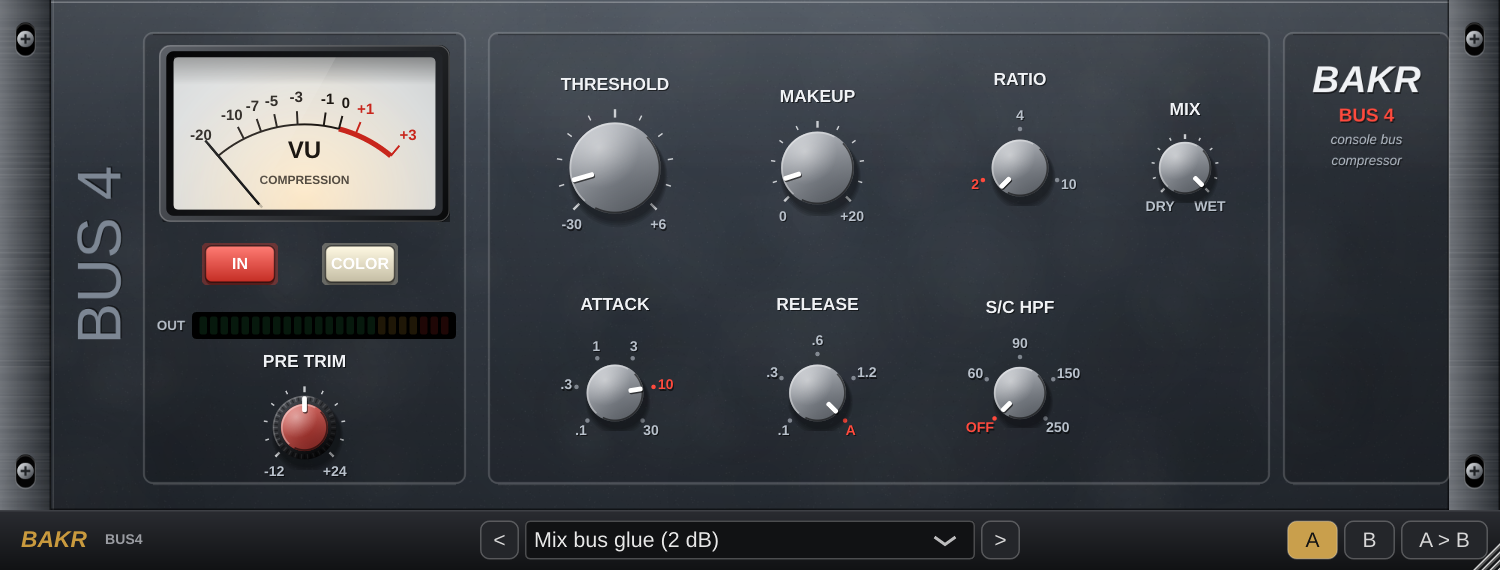 BUS 4
-20 -10 -7 -5 -3 -1 0 +1 +3
VU
COMPRESSION
IN
COLOR
OUT
PRE TRIM
-12 +24
THRESHOLD
-30 +6
MAKEUP
0 +20
RATIO
4
2 10
MIX
DRY WET
ATTACK
1 3
.3 10
.1 30
RELEASE
.6
.3 1.2
.1 A
S/C HPF
90
60 150
OFF 250
BAKR
BUS 4
console bus
compressor
BAKR BUS4
< Mix bus glue (2 dB) >
A B A > B